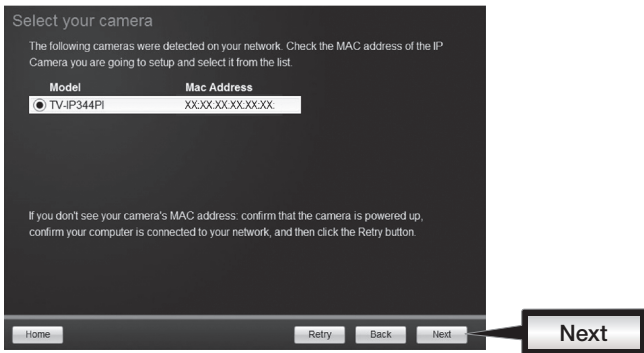 Select your camera
The following cameras were detected on your network. Check the MAC address of the IP
Camera you are going to setup and select it from the list.
Model Mac Address
TV-IP344PI XX:XX:XX:XX:XX:XX:
If you don't see your camera's MAC address: confirm that the camera is powered up,
confirm your computer is connected to your network, and then click the Retry button.
Home Retry Back Next Next